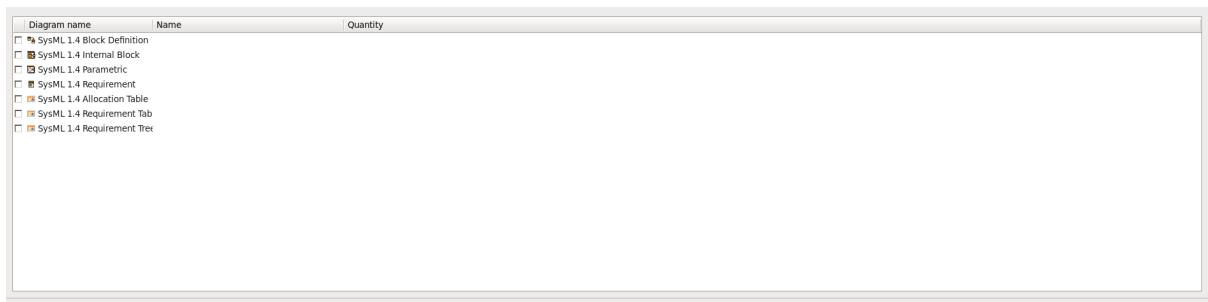 Diagram name Name Quantity
SysML 1.4 Block Definition
SysML 1.4 Internal Block
SysML 1.4 Parametric
SysML 1.4 Requirement
SysML 1.4 Allocation Table
SysML 1.4 Requirement Tab
SysML 1.4 Requirement Tree